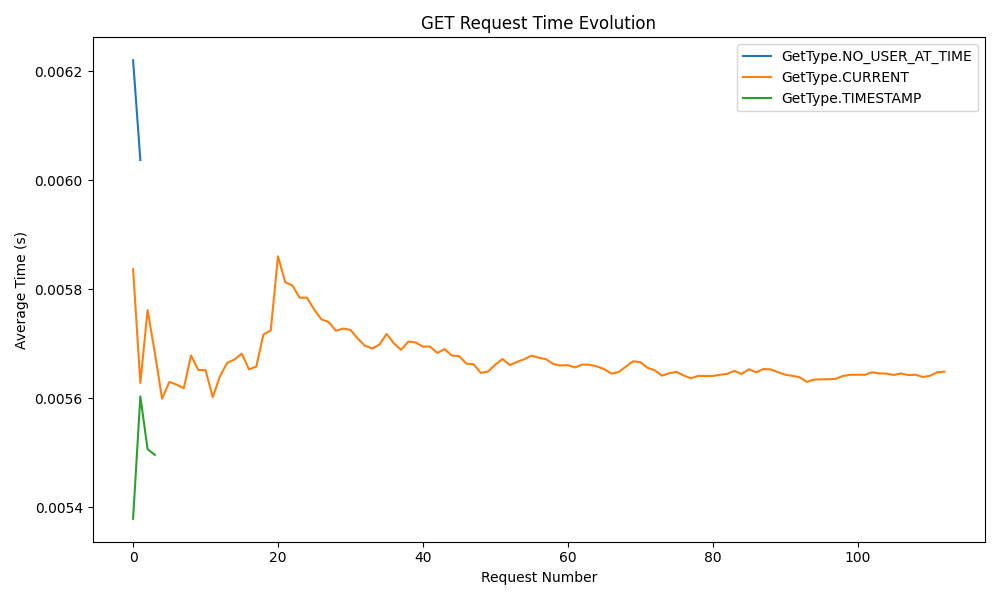 GET Request Time Evolution
GetType.NO_USER_AT_TIME
GetType.CURRENT
GetType.TIMESTAMP
Average Time (s)
0.0062
0.0060
0.0058
0.0056
0.0054
0 20 40 60 80 100
Request Number